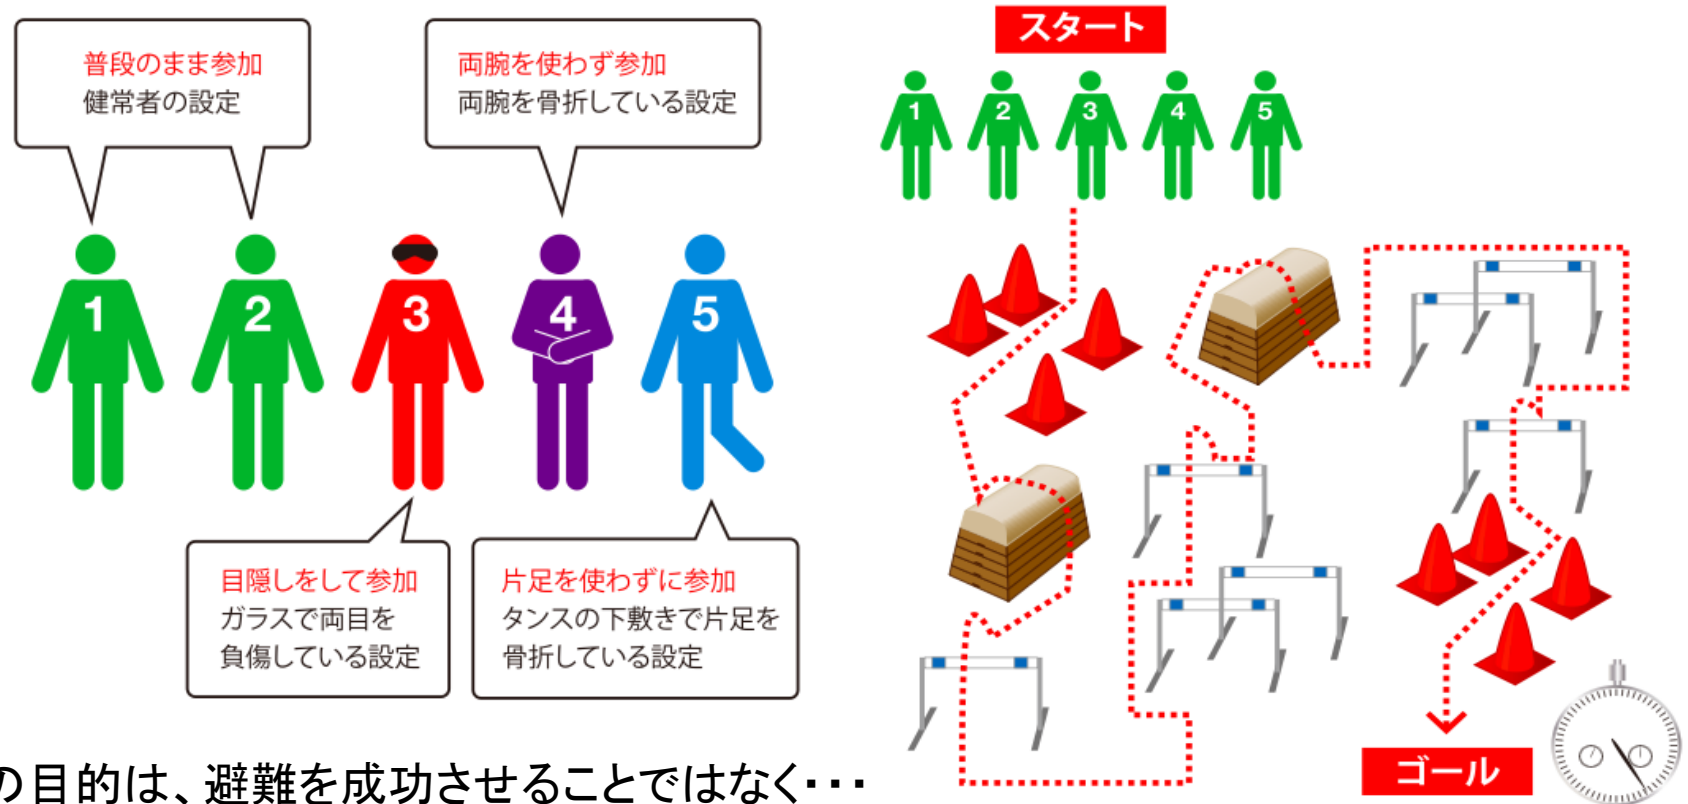 普段のまま参加
健常者の設定
両腕を使わず参加
両腕を骨折している設定
1
2
3
4
5
目隠しをして参加
ガラスで両目を
負傷している設定
片足を使わずに参加
タンスの下敷きで片足を
骨折している設定
の目的は、避難を成功させることではなく・・・
スタート
1
2
3
4
5
ゴール